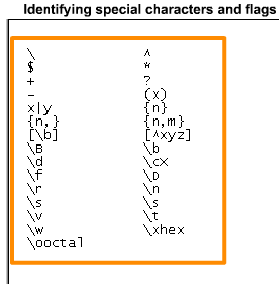 Identifying special characters and flags
\ ^
$ *
+ ?
- (x)
x|y {n}
{n,} {n,m}
[\b] [^xyz]
\B \b
\d \cX
\f \D
\r \n
\s \s
\v \t
\w \xhex
\ooctal